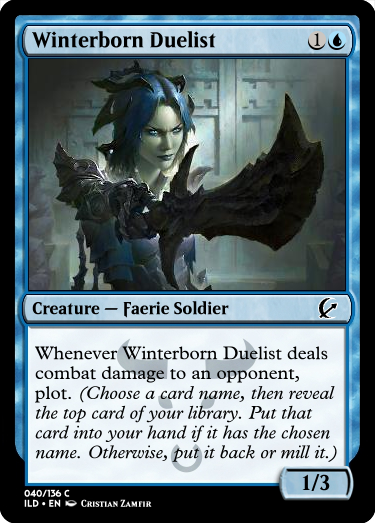 Winterborn Duelist 1
Creature — Faerie Soldier
Whenever Winterborn Duelist deals
combat damage to an opponent,
plot. (Choose a card name, then reveal
the top card of your library. Put that
card into your hand if it has the chosen
name. Otherwise, put it back or mill it.)
1/3
040/136 C
ILD • EN Cristian Zamfir